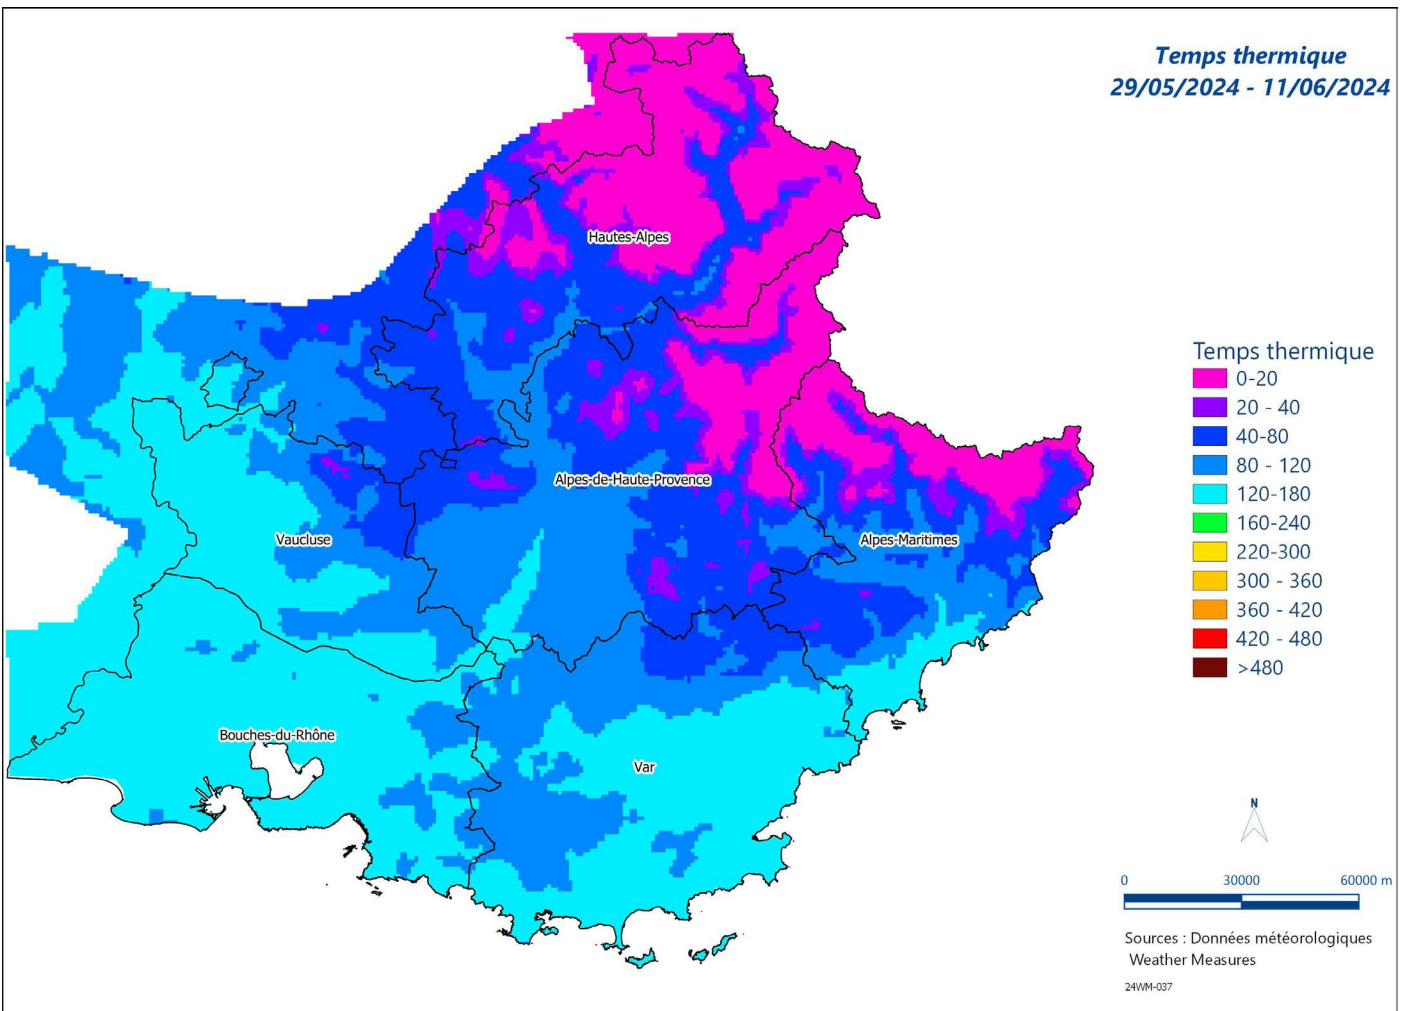 Temps thermique
29/05/2024 - 11/06/2024
Hautes-Alpes
Alpes-de-Haute-Provence
Vaucluse
Alpes-Maritimes
Bouches-du-Rhône
Var
Temps thermique
0-20
20 - 40
40-80
80 - 120
120-180
160-240
220-300
300 - 360
360 - 420
420 - 480
>480
N
0 30000 60000 m
Sources : Données météorologiques
Weather Measures
24WM-037